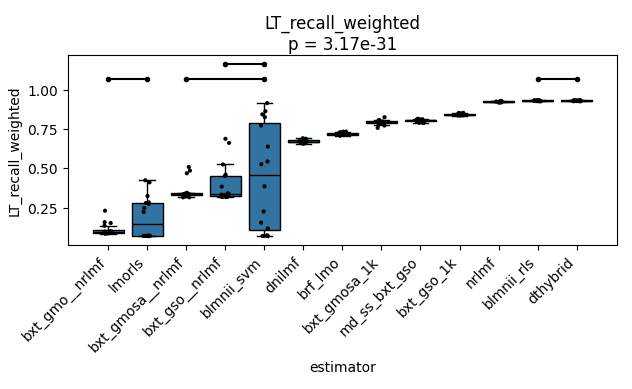 LT_recall_weighted
p = 3.17e-31
LT_recall_weighted
1.00
0.75
0.50
0.25
bxt_gmo__nrlmf
lmorls
bxt_gmosa__nrlmf
bxt_gso__nrlmf
blmnii_svm
dnilmf
brf_lmo
bxt_gmosa_1k
md_ss_bxt_gso
bxt_gso_1k
nrlmf
blmnii_rls
dthybrid
estimator